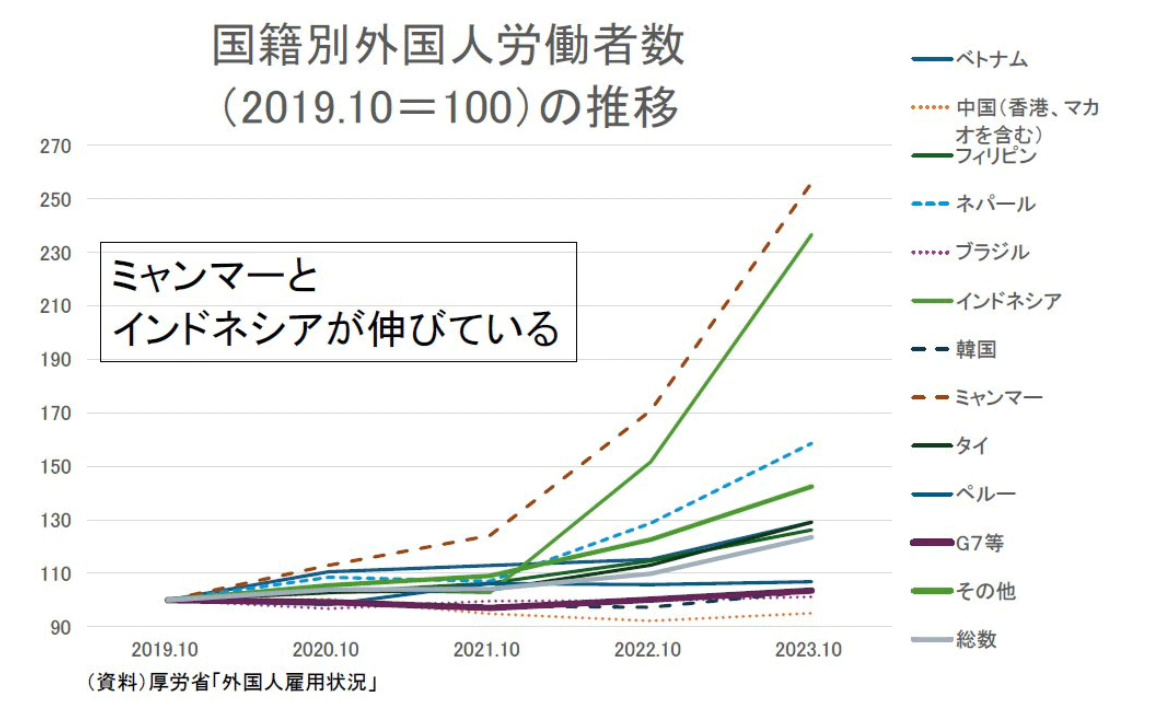 国籍別外国人労働者数
（2019.10＝100）の推移
270
250
230
210
190
170
150
130
110
90
ミャンマーと
インドネシアが伸びている
2019.10 2020.10 2021.10 2022.10 2023.10
ベトナム
中国（香港、マカ
オを含む）
フィリピン
ネパール
ブラジル
インドネシア
韓国
ミャンマー
タイ
ペルー
G7等
その他
総数
（資料）厚労省「外国人雇用状況」